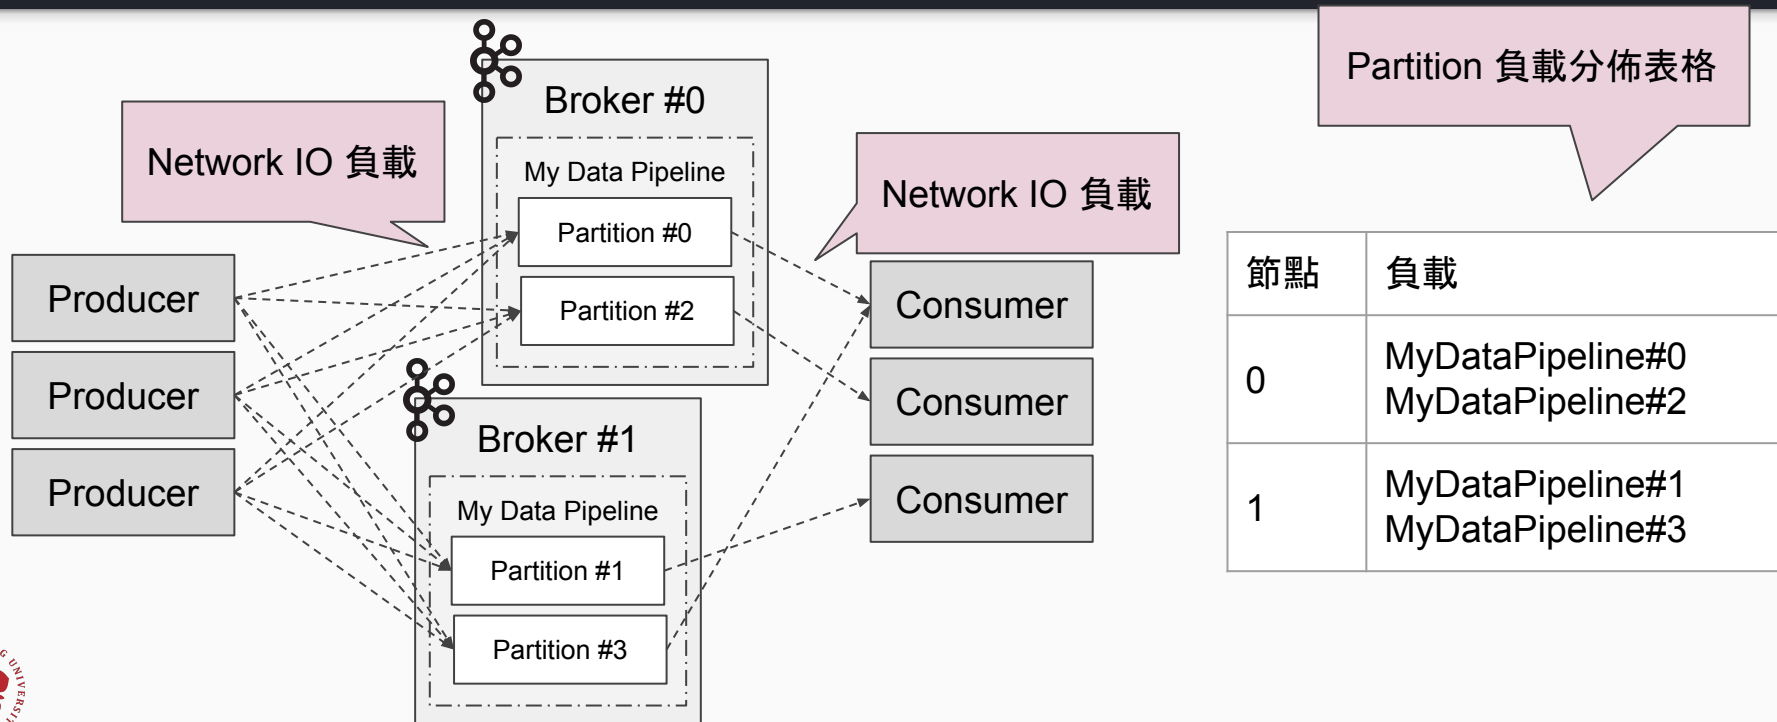 Partition 負載分佈表格
Broker #0
Network IO 負載
My Data Pipeline
Network IO 負載
Partition #0
Partition #2
Producer
Producer
Producer
Consumer
Consumer
Consumer
Broker #1
My Data Pipeline
Partition #1
Partition #3
節點 負載
0
MyDataPipeline#0
MyDataPipeline#2
1
MyDataPipeline#1
MyDataPipeline#3